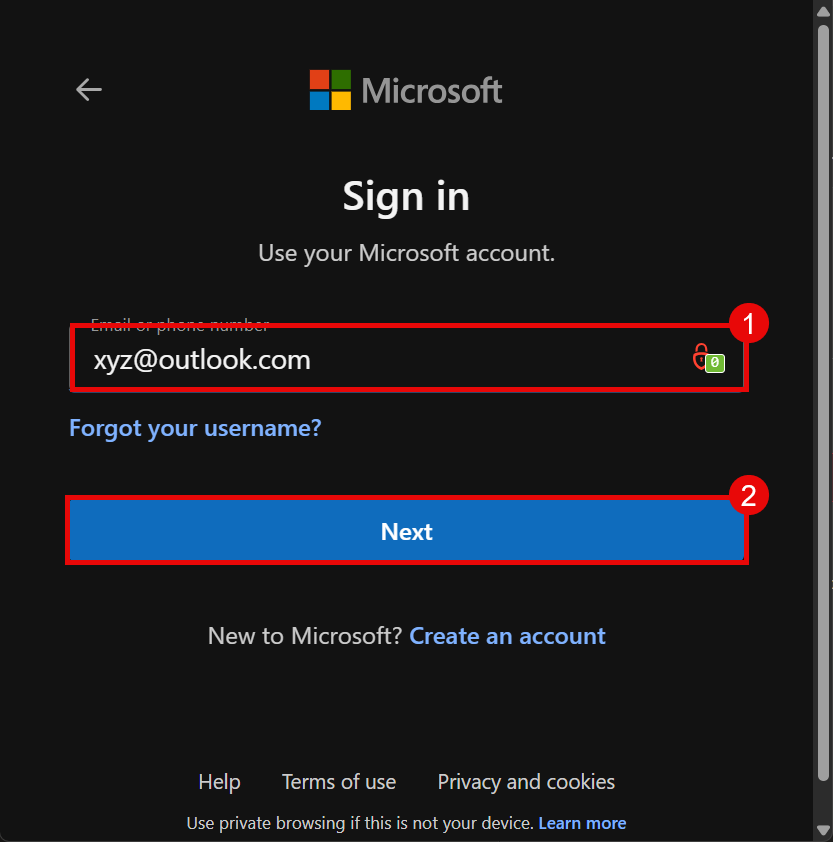 Microsoft
Sign in
Use your Microsoft account.
Email or phone number
1
xyz@outlook.com
0
Forgot your username?
2
Next
New to Microsoft? Create an account
Help Terms of use Privacy and cookies
Use private browsing if this is not your device. Learn more